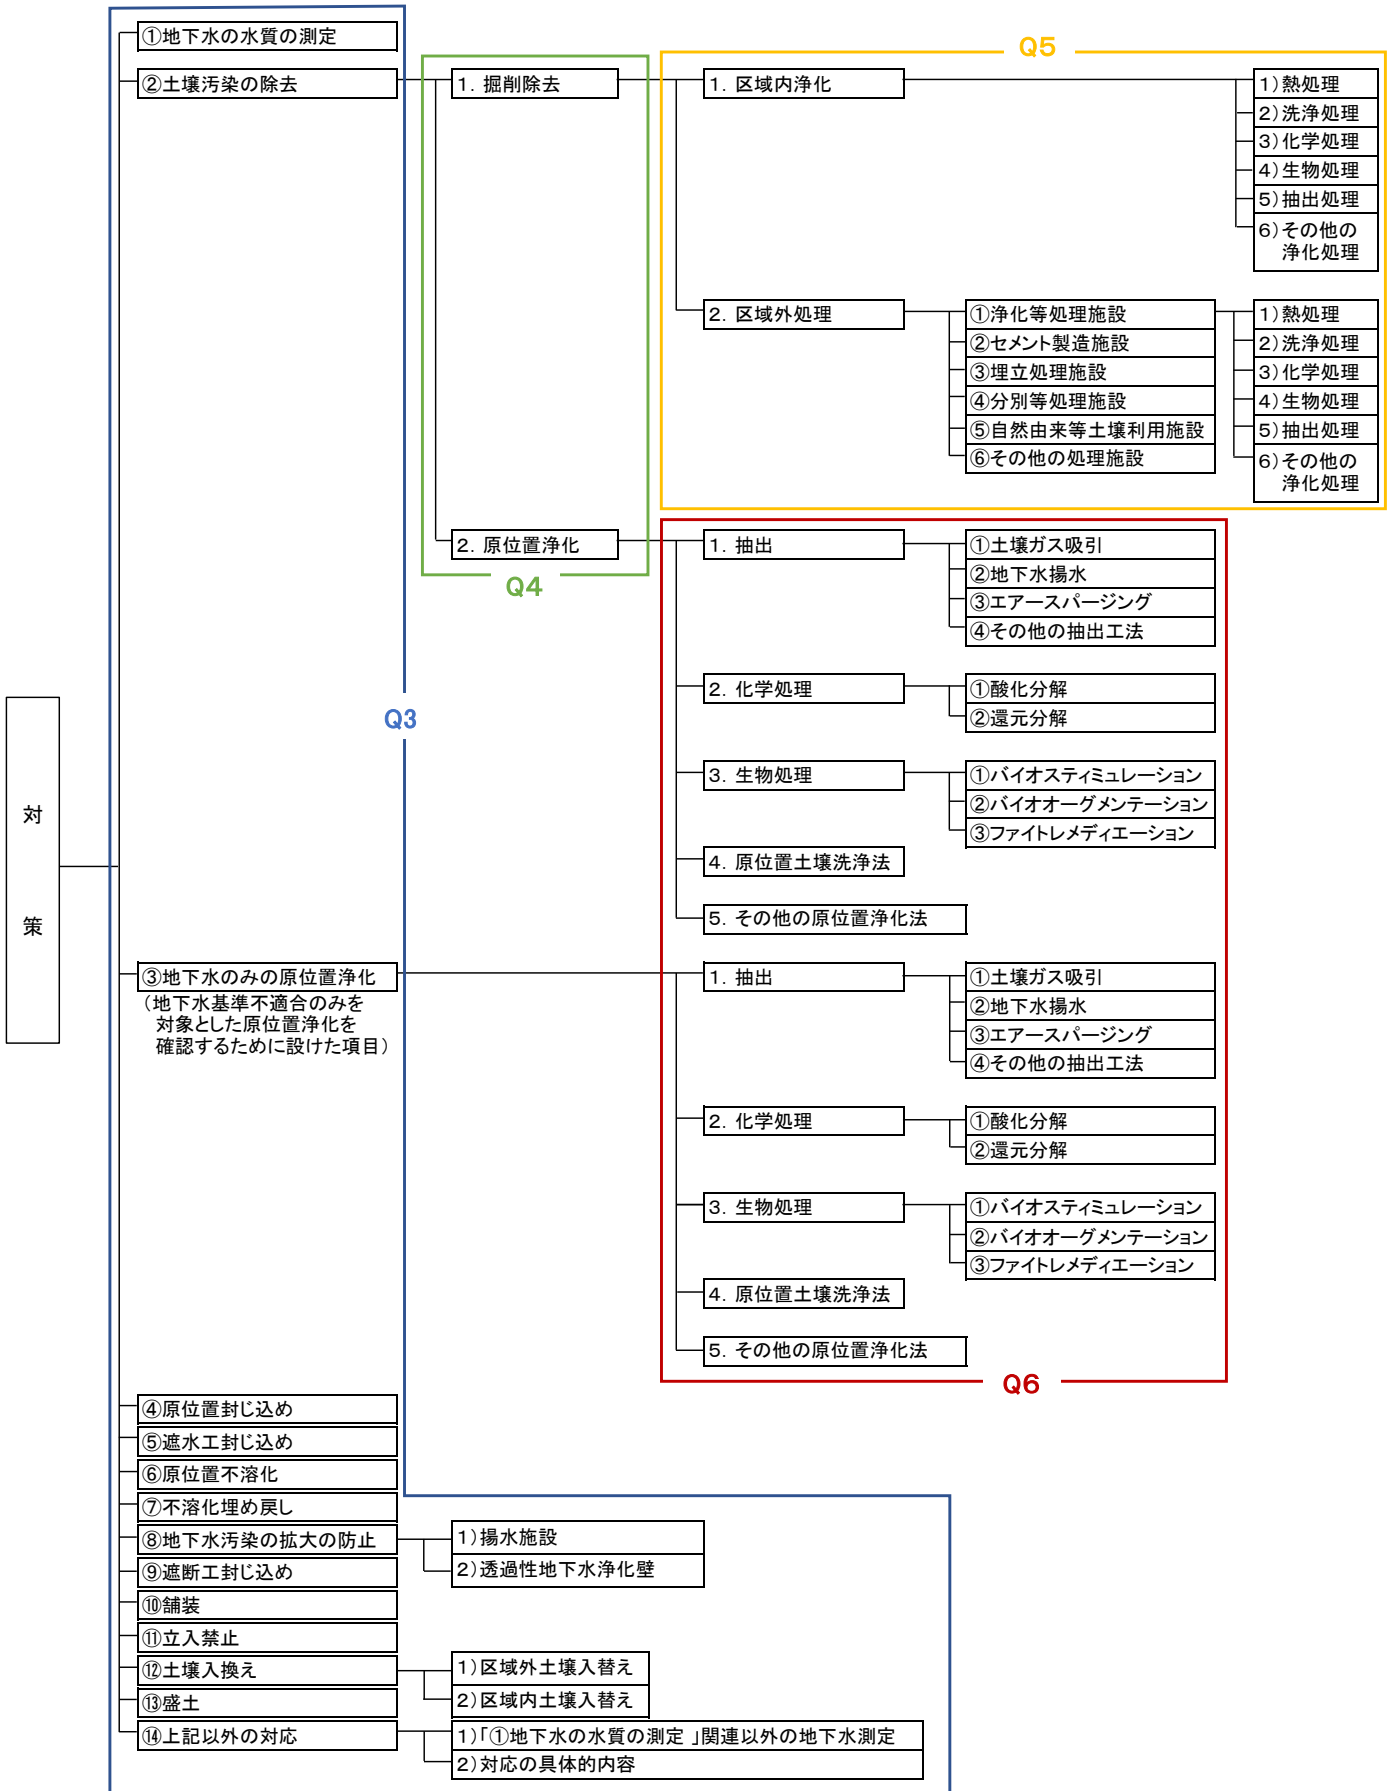 対
策
①地下水の水質の測定
②土壌汚染の除去
1．掘削除去
1．区域内浄化
1）熱処理
2）洗浄処理
3）化学処理
4）生物処理
5）抽出処理
6）その他の
浄化処理
2．区域外処理
①浄化等処理施設
②セメント製造施設
③埋立処理施設
④分別等処理施設
⑤自然由来等土壌利用施設
⑥その他の処理施設
1）熱処理
2）洗浄処理
3）化学処理
4）生物処理
5）抽出処理
6）その他の
浄化処理
Q5
2．原位置浄化
Q4
1．抽出
①土壌ガス吸引
②地下水揚水
③エアースパージング
④その他の抽出工法
2．化学処理
①酸化分解
②還元分解
3．生物処理
①バイオスティミュレーション
②バイオオーグメンテーション
③ファイトレメディエーション
4．原位置土壌洗浄法
5．その他の原位置浄化法
Q3
③地下水のみの原位置浄化
（地下水基準不適合のみを
対象とした原位置浄化を
確認するために設けた項目）
1．抽出
①土壌ガス吸引
②地下水揚水
③エアースパージング
④その他の抽出工法
2．化学処理
①酸化分解
②還元分解
3．生物処理
①バイオスティミュレーション
②バイオオーグメンテーション
③ファイトレメディエーション
4．原位置土壌洗浄法
5．その他の原位置浄化法
Q6
④原位置封じ込め
⑤遮水工封じ込め
⑥原位置不溶化
⑦不溶化埋め戻し
⑧地下水汚染の拡大の防止
1）揚水施設
2）透過性地下水浄化壁
⑨遮断工封じ込め
⑩舗装
⑪立入禁止
⑫土壌入換え
1）区域外土壌入替え
2）区域内土壌入替え
⑬盛土
⑭上記以外の対応
1）「①地下水の水質の測定 」関連以外の地下水測定
2）対応の具体的内容